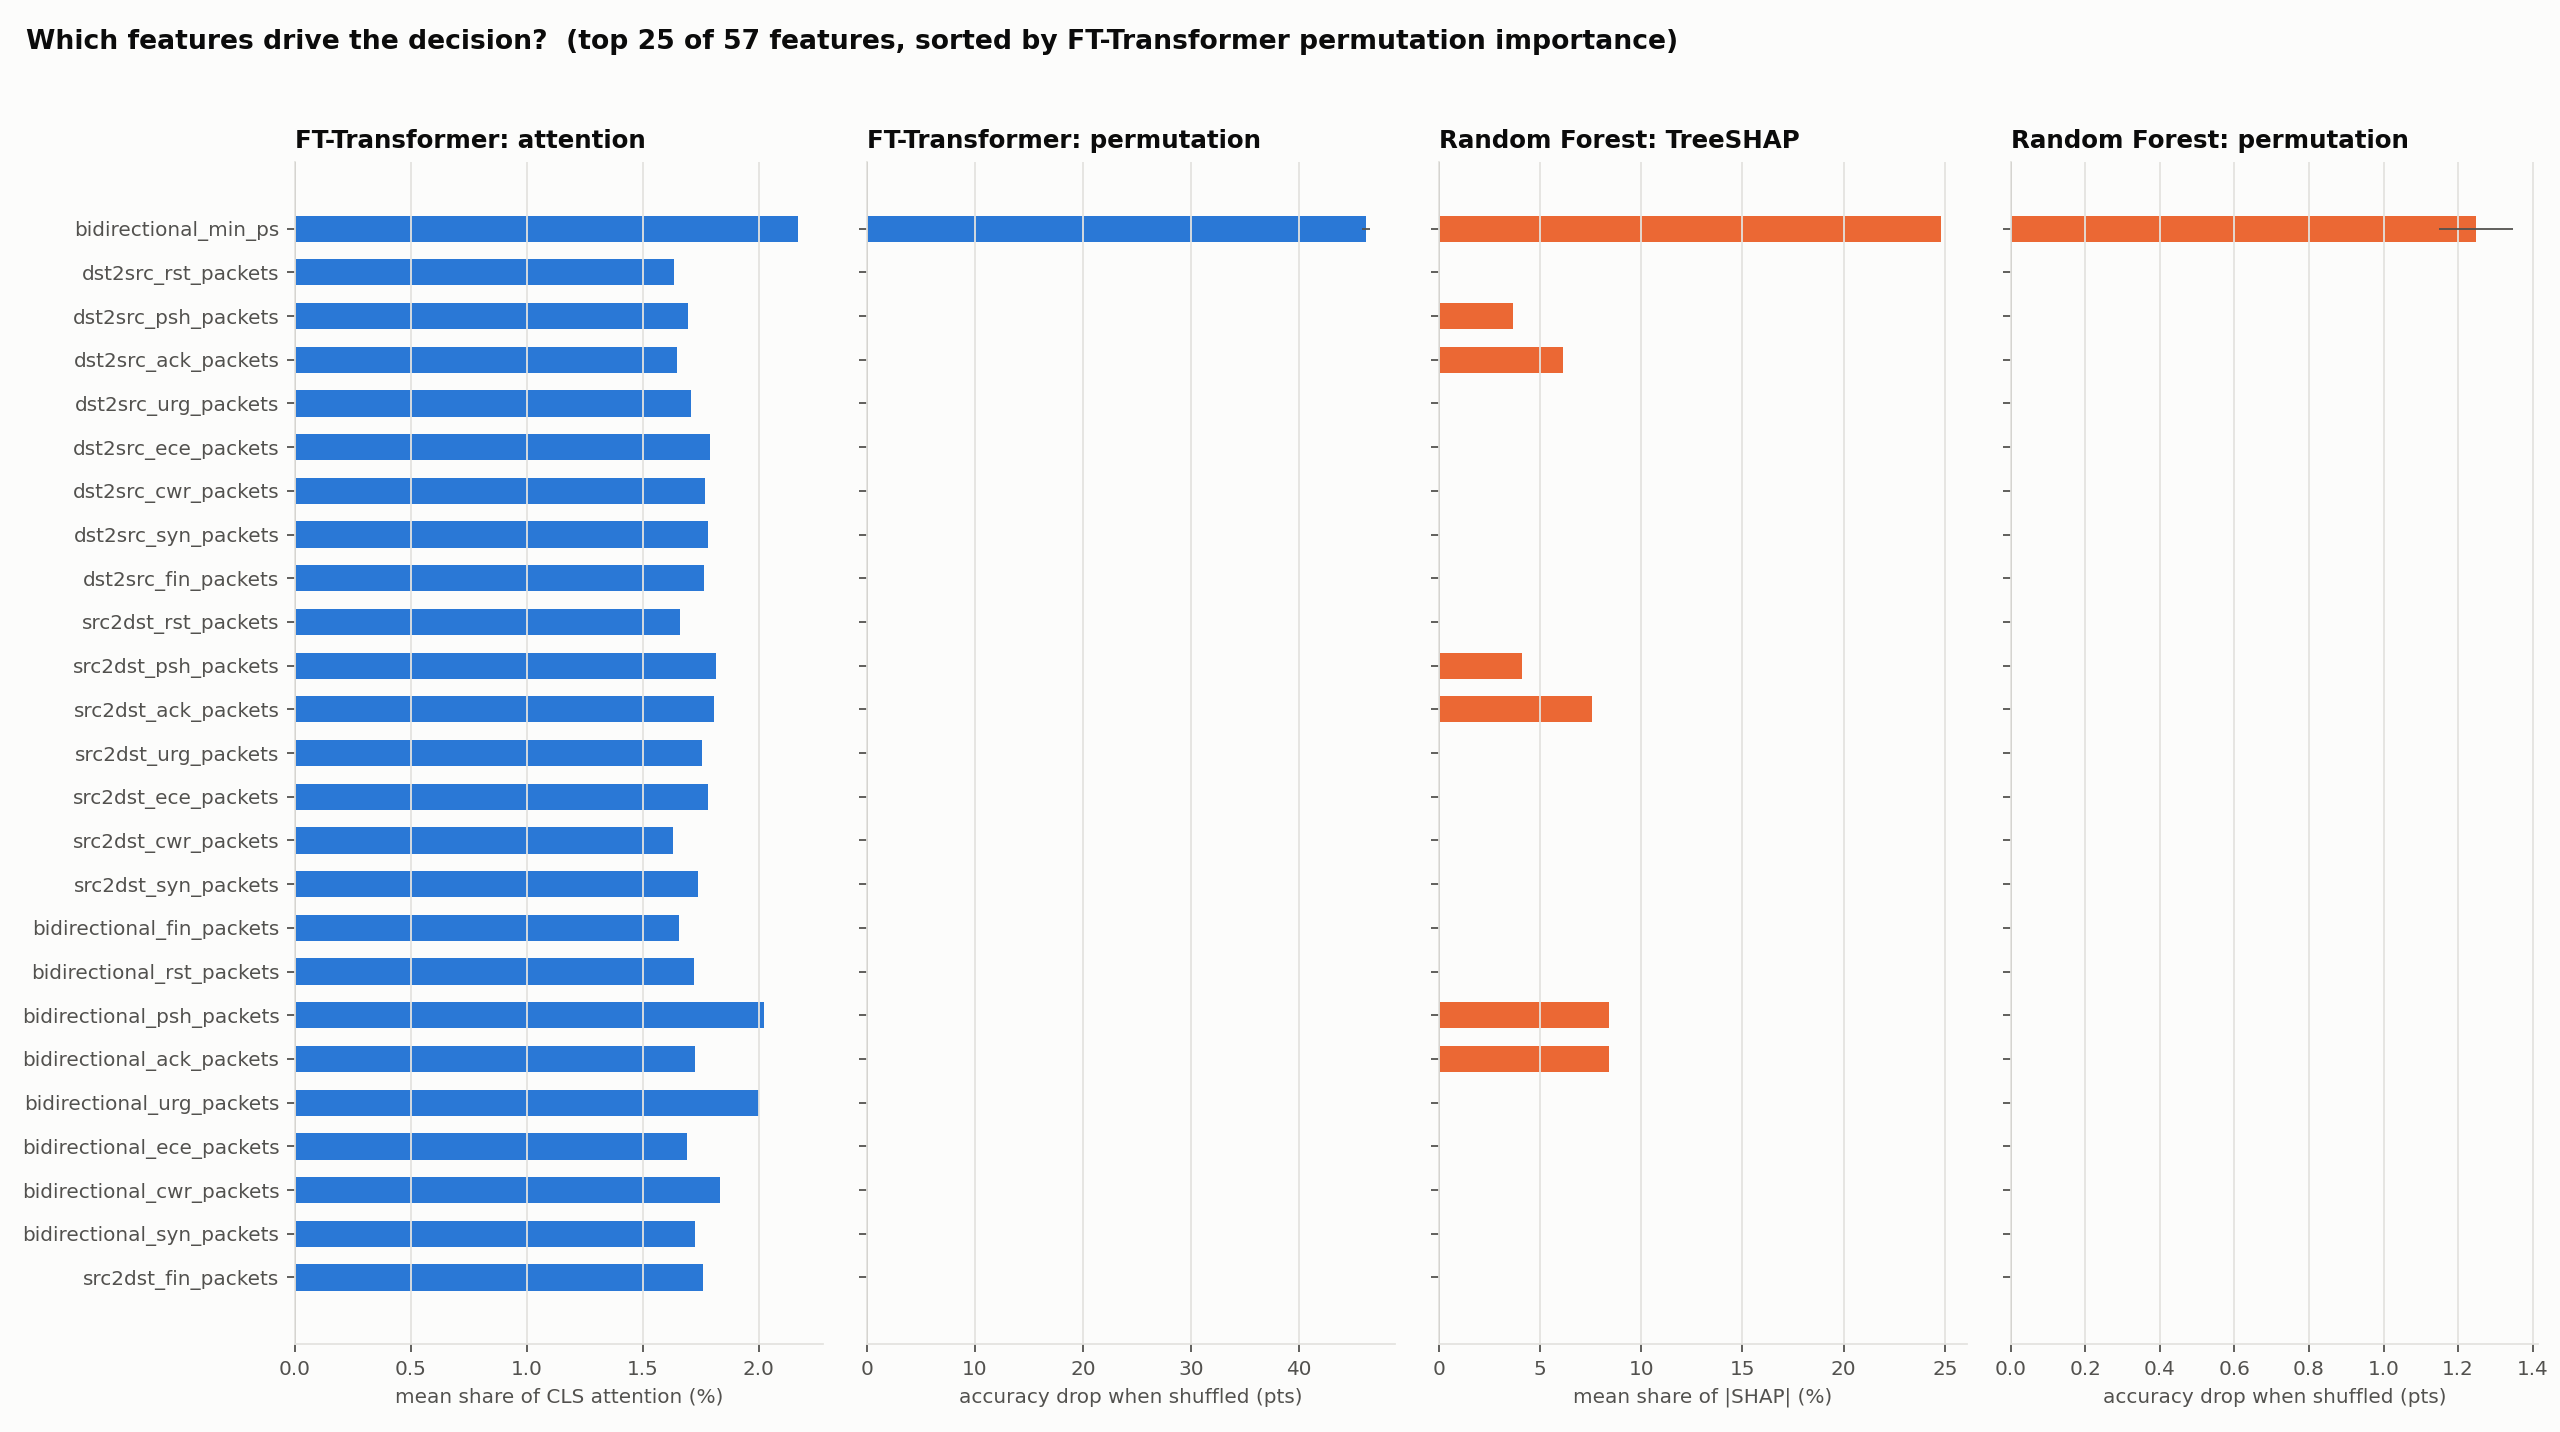 Which features drive the decision?  (top 25 of 57 features, sorted by FT-Transformer permutation importance)
FT-Transformer: attention
FT-Transformer: permutation
Random Forest: TreeSHAP
Random Forest: permutation
bidirectional_min_ps
dst2src_rst_packets
dst2src_psh_packets
dst2src_ack_packets
dst2src_urg_packets
dst2src_ece_packets
dst2src_cwr_packets
dst2src_syn_packets
dst2src_fin_packets
src2dst_rst_packets
src2dst_psh_packets
src2dst_ack_packets
src2dst_urg_packets
src2dst_ece_packets
src2dst_cwr_packets
src2dst_syn_packets
bidirectional_fin_packets
bidirectional_rst_packets
bidirectional_psh_packets
bidirectional_ack_packets
bidirectional_urg_packets
bidirectional_ece_packets
bidirectional_cwr_packets
bidirectional_syn_packets
src2dst_fin_packets
0.0 0.5 1.0 1.5 2.0
mean share of CLS attention (%)
0 10 20 30 40
accuracy drop when shuffled (pts)
0 5 10 15 20 25
mean share of |SHAP| (%)
0.0 0.2 0.4 0.6 0.8 1.0 1.2 1.4
accuracy drop when shuffled (pts)